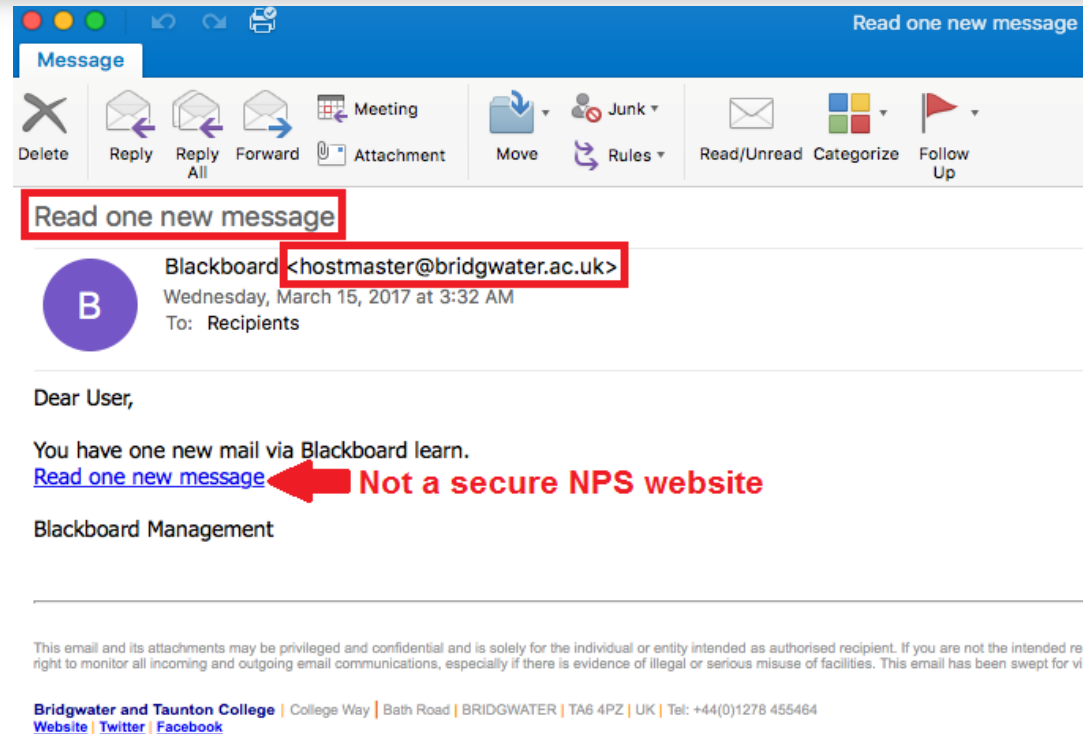 Read one new message
Message
Delete
Reply
Reply All
Forward
Meeting
Attachment
Move
Junk
Rules
Read/Unread
Categorize
Follow Up
Read one new message
Blackboard <hostmaster@bridgwater.ac.uk>
Wednesday, March 15, 2017 at 3:32 AM
To: Recipients
B
Dear User,
You have one new mail via Blackboard learn.
Read one new message Not a secure NPS website
Blackboard Management
This email and its attachments may be privileged and confidential and is solely for the individual or entity intended as authorised recipient. If you are not the intended re
right to monitor all incoming and outgoing email communications, especially if there is evidence of illegal or serious misuse of facilities. This email has been swept for vi
Bridgwater and Taunton College | College Way | Bath Road | BRIDGWATER | TA6 4PZ | UK | Tel: +44(0)1278 455464
Website | Twitter | Facebook